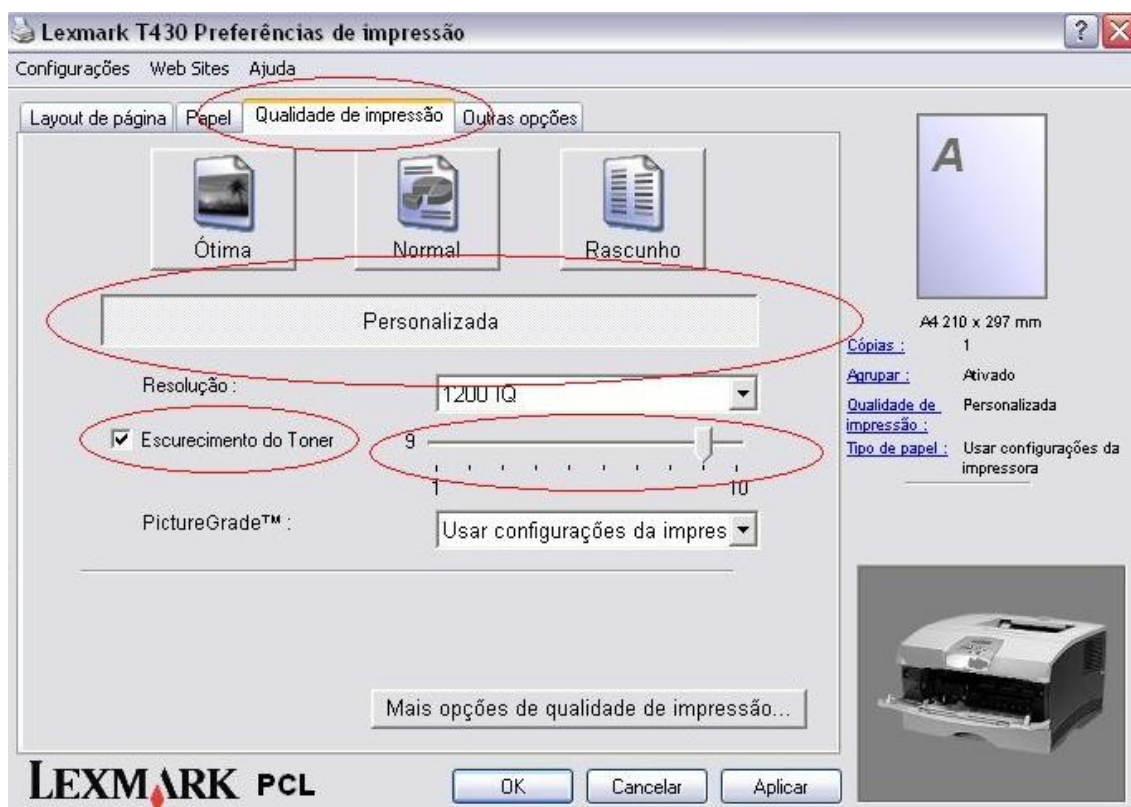 Lexmark T430 Preferências de impressão
Configurações Web Sites Ajuda
Layout de página Papel Qualidade de impressão Outras opções
Ótima Normal Rascunho
Personalizada
Resolução : 1200 IQ
Escurecimento do Toner 9
1 10
PictureGrade™ : Usar configurações da impres
Mais opções de qualidade de impressão...
A
A4 210 x 297 mm
Cópias : 1
Agrupar : Ativado
Qualidade de Personalizada
impressão :
Tipo de papel : Usar configurações da
impressora
LEXMARK PCL
OK Cancelar Aplicar